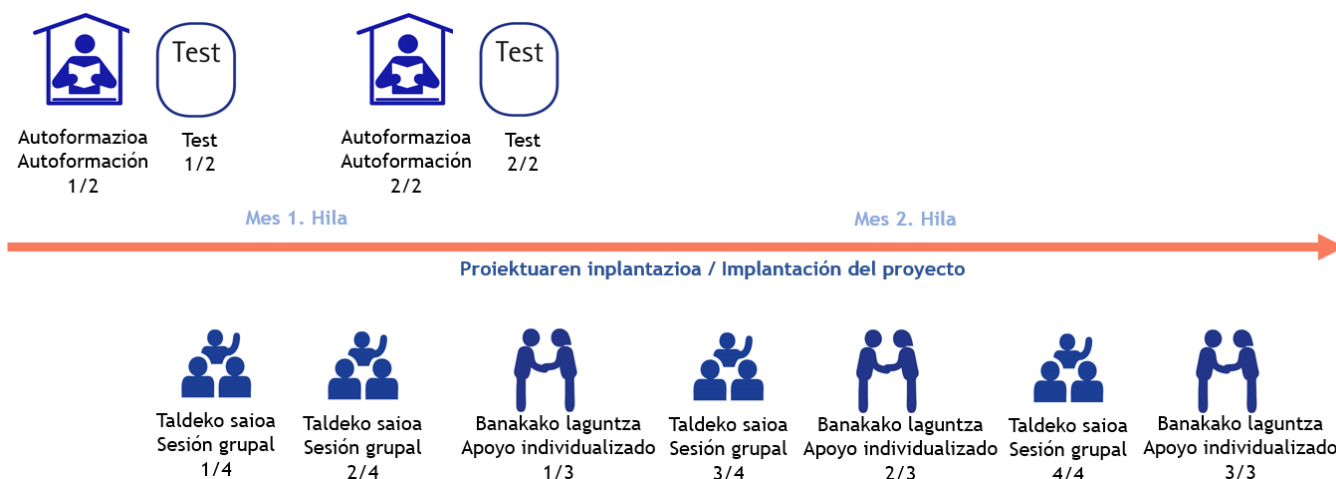 Test
Test
Autoformazioa
Autoformación
1/2
Test
1/2
Autoformazioa
Autoformación
2/2
Test
2/2
Mes 1. Hila
Mes 2. Hila
Proiektuaren inplantazioa / Implantación del proyecto
Taldeko saioa
Sesión grupal
1/4
Taldeko saioa
Sesión grupal
2/4
Banakako laguntza
Apoyo individualizado
1/3
Taldeko saioa
Sesión grupal
3/4
Banakako laguntza
Apoyo individualizado
2/3
Taldeko saioa
Sesión grupal
4/4
Banakako laguntza
Apoyo individualizado
3/3